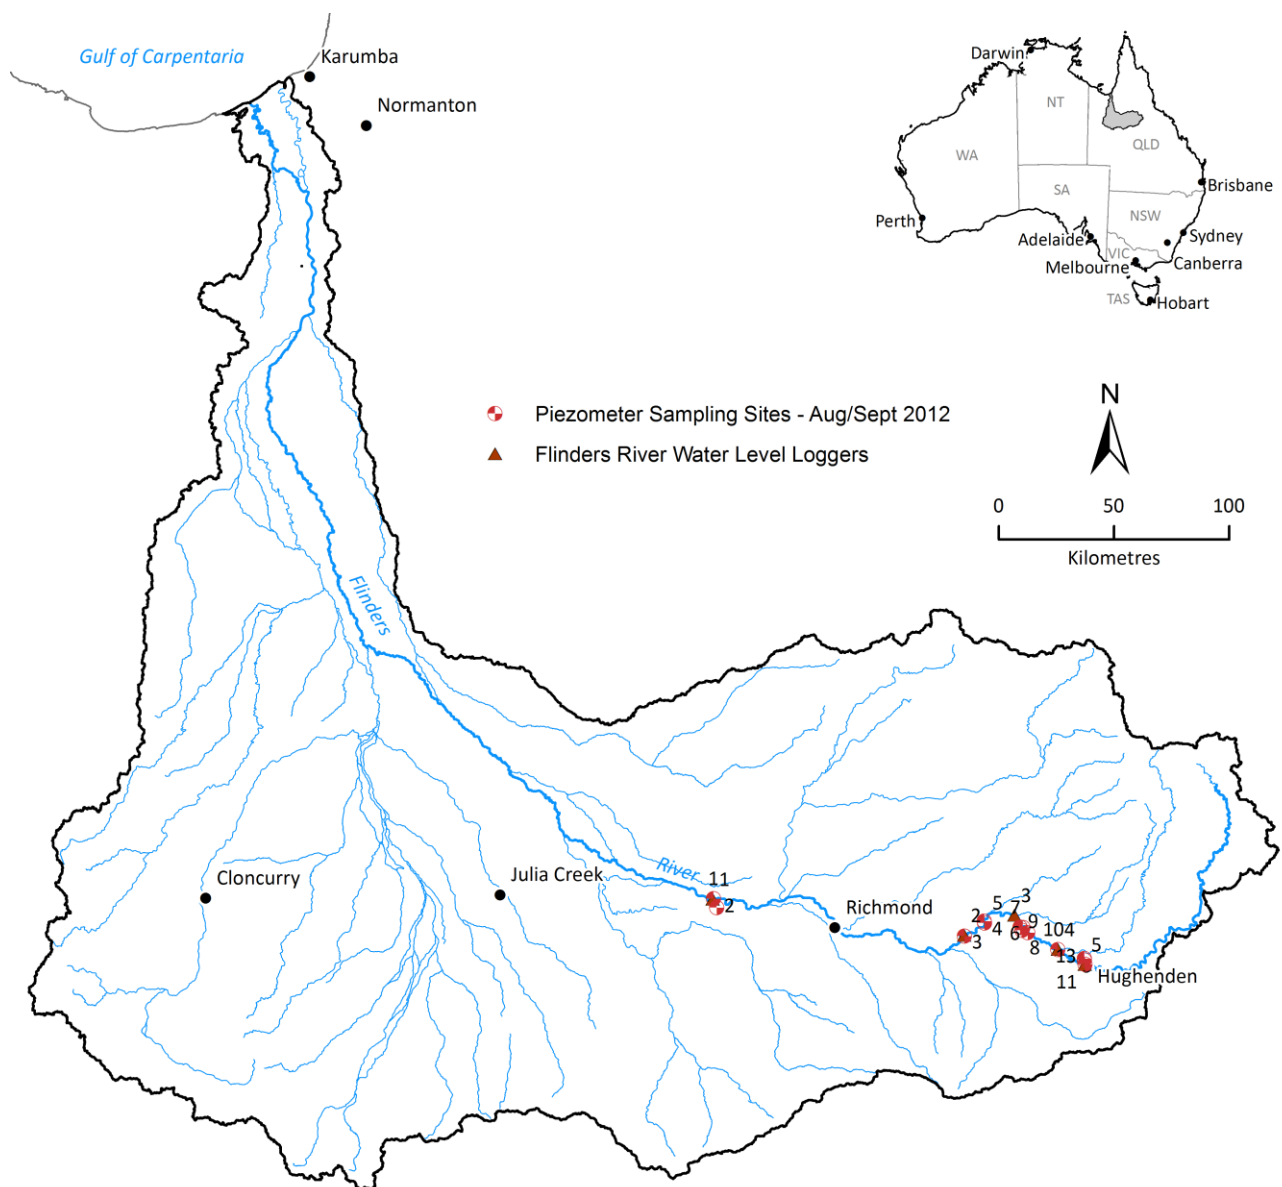 Gulf of Carpentaria
Karumba
Normanton
Darwin
NT
WA
QLD
SA
Brisbane
NSW
Perth
Adelaide
Sydney
VIC
Melbourne
Canberra
TAS
Hobart
N
Piezometer Sampling Sites - Aug/Sept 2012
Flinders River Water Level Loggers
0 50 100
Kilometres
Flinders
River
Cloncurry
Julia Creek
11
2
Richmond
2
3
5
4
7
3
6
9
8
104
13
5
11
Hughenden